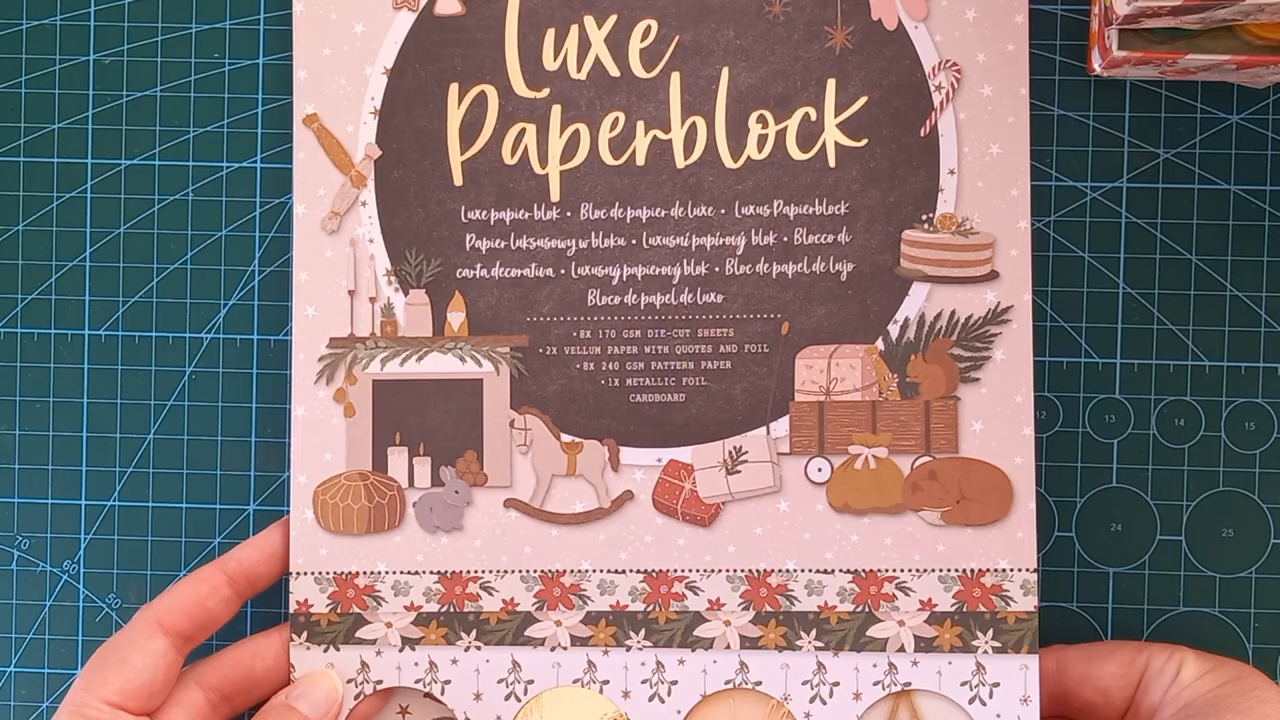 Luxe
Paperblock
Luxe papier blok • Bloc de papier de luxe • Luxus Papierblock
Papier luksusowy w bloku • Luxusní papírový blok • Blocco di
carta decorativa • Luxusný papierový blok • Bloc de papel de lujo
Bloco de papel de luxo
•8X 170 GSM DIE-CUT SHEETS
•2X VELLUM PAPER WITH QUOTES AND FOIL
•8X 240 GSM PATTERN PAPER
•1X METALLIC FOIL
CARDBOARD
12 13 14 15
24 25
70
60
50